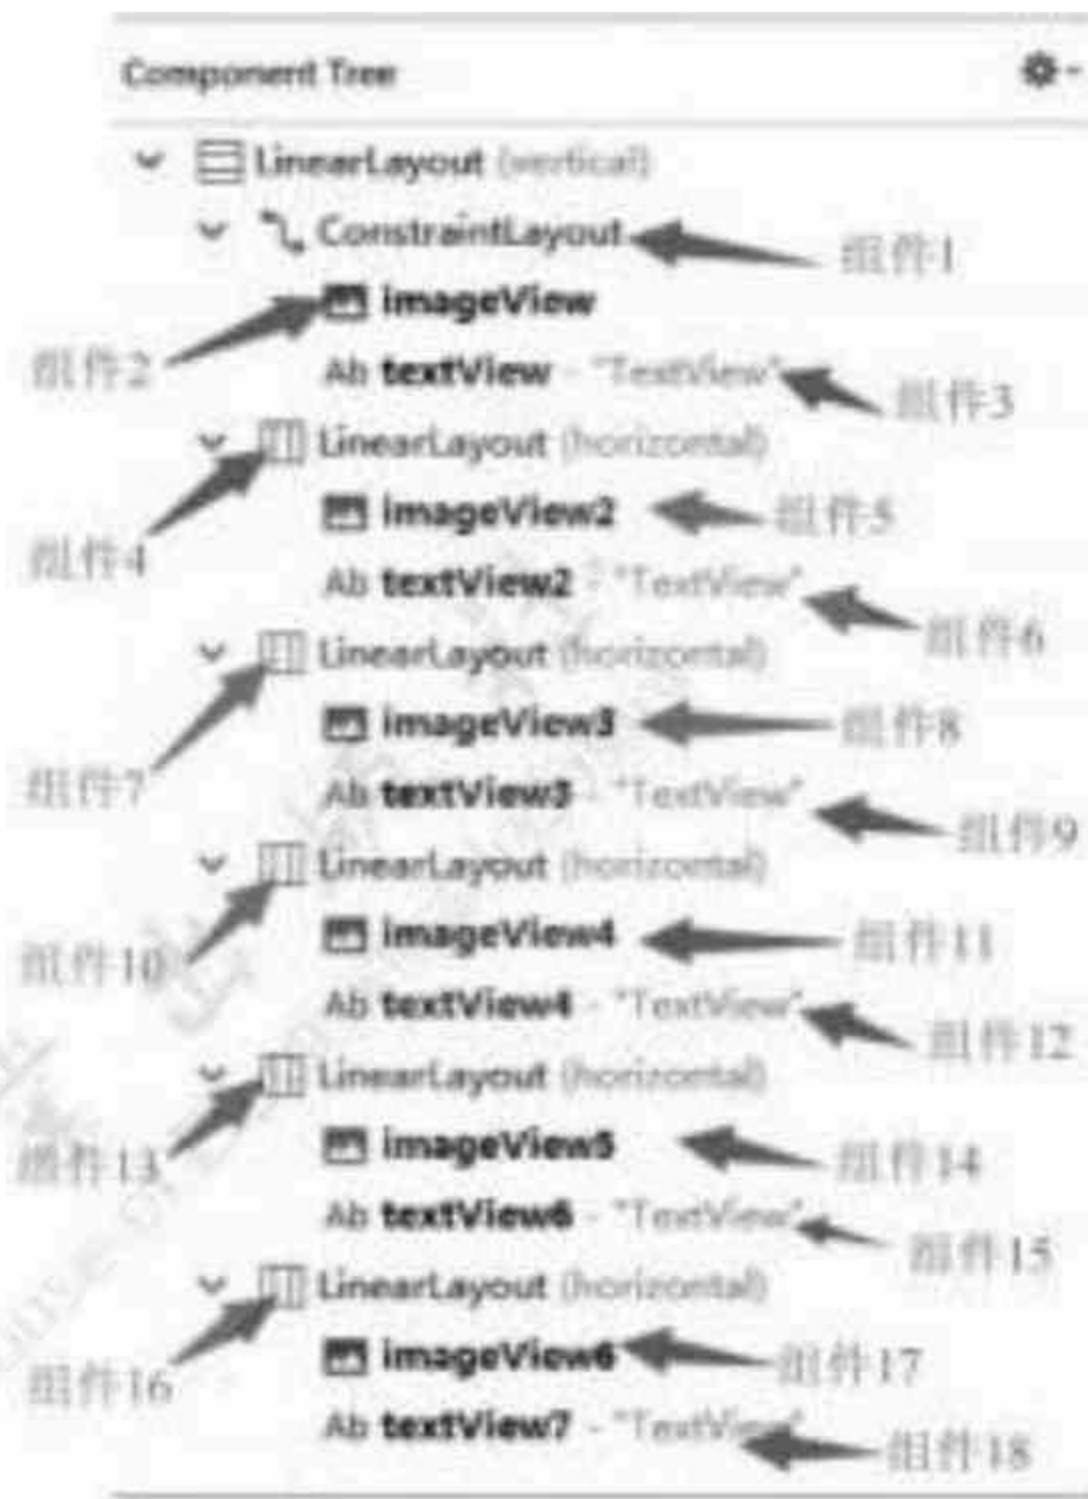 Component Tree
LinearLayout (vertical)
ConstraintLayout 组件1
imageView
组件2
Ab textView - "TextView" 组件3
LinearLayout (horizontal)
组件4
imageView2 组件5
Ab textView2 - "TextView" 组件6
LinearLayout (horizontal)
组件7
imageView3 组件8
Ab textView3 - "TextView" 组件9
LinearLayout (horizontal)
组件10
imageView4 组件11
Ab textView4 - "TextView" 组件12
LinearLayout (horizontal)
组件13
imageView5 组件14
Ab textView6 - "TextView" 组件15
LinearLayout (horizontal)
组件16
imageView6 组件17
Ab textView7 - "TextView" 组件18